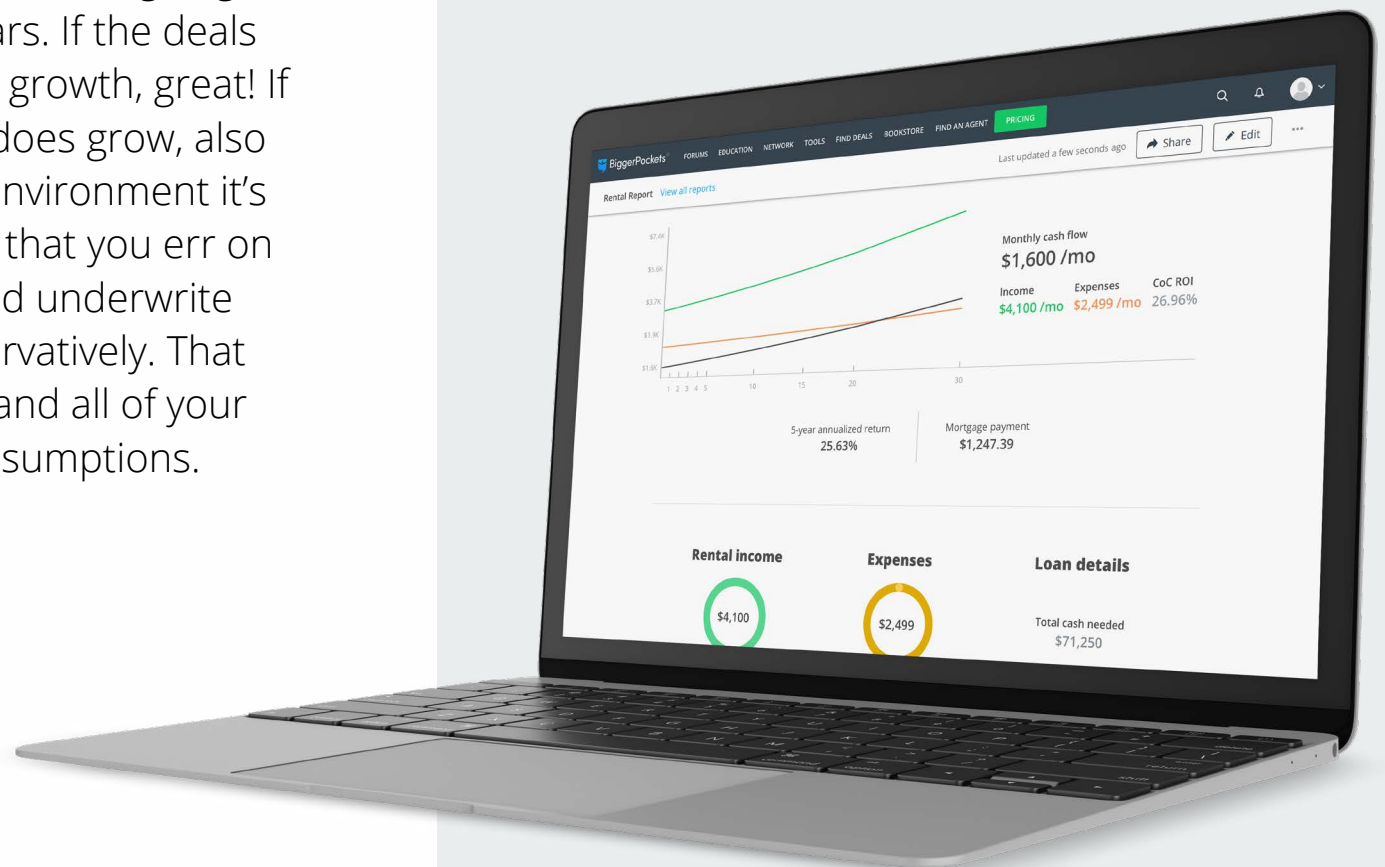 ars. If the deals
growth, great! If
does grow, also
nvironment it's
that you err on
d underwrite
rvatively. That
and all of your
sumptions.
BiggerPockets FORUMS EDUCATION NETWORK TOOLS FIND DEALS BOOKSTORE FIND AN AGENT PRICING
Rental Report View all reports
Last updated a few seconds ago Share Edit ...
$7.4K
$5.6K
$3.7K
$1.9K
$1.6K
1 2 3 4 5 10 15 20 30
Monthly cash flow
$1,600 /mo
Income Expenses CoC ROI
$4,100 /mo $2,499 /mo 26.96%
5-year annualized return Mortgage payment
25.63% $1,247.39
Rental income Expenses Loan details
$4,100 $2,499
Total cash needed
$71,250
option
shift